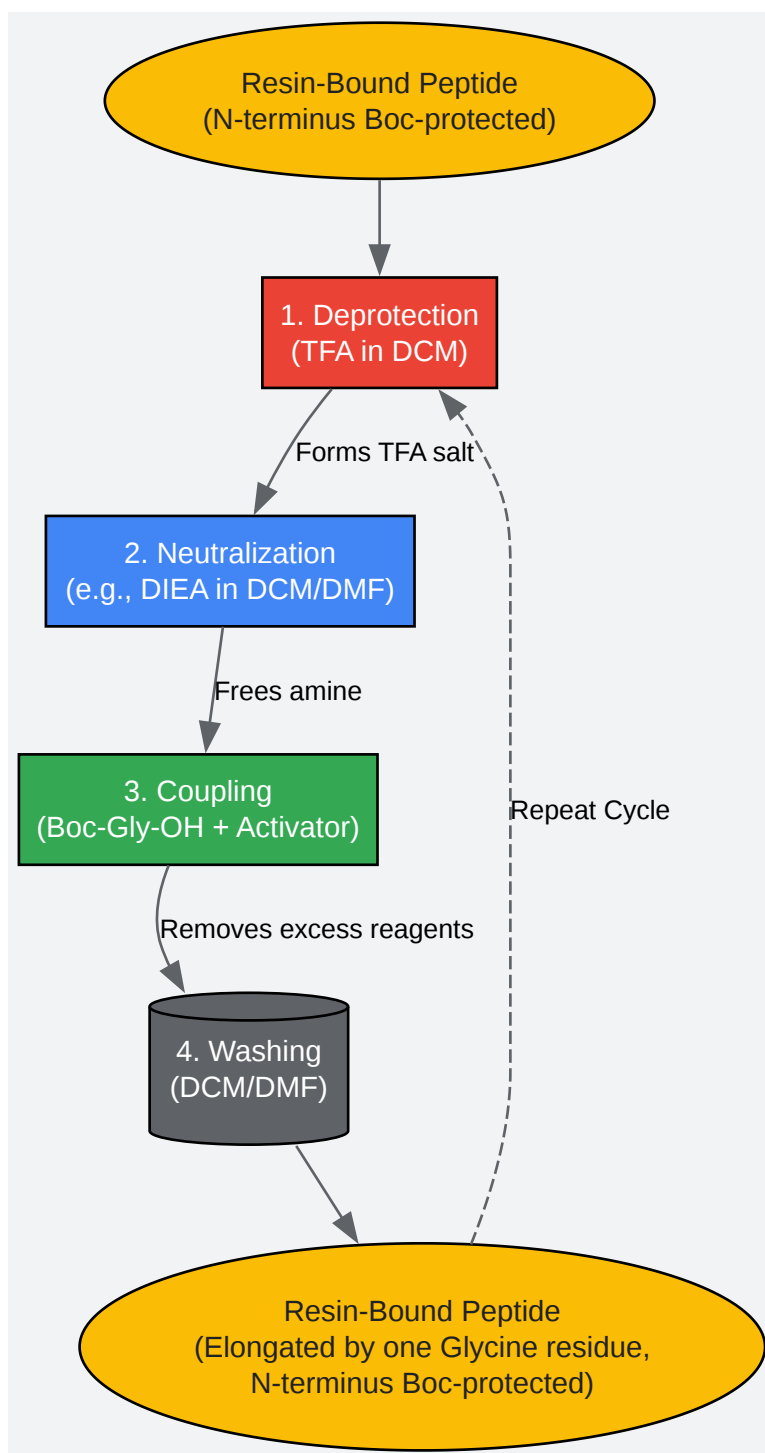 Resin-Bound Peptide
(N-terminus Boc-protected)
1. Deprotection
(TFA in DCM)
Forms TFA salt
2. Neutralization
(e.g., DIEA in DCM/DMF)
Frees amine
3. Coupling
(Boc-Gly-OH + Activator)
Repeat Cycle
Removes excess reagents
4. Washing
(DCM/DMF)
Resin-Bound Peptide
(Elongated by one Glycine residue,
N-terminus Boc-protected)